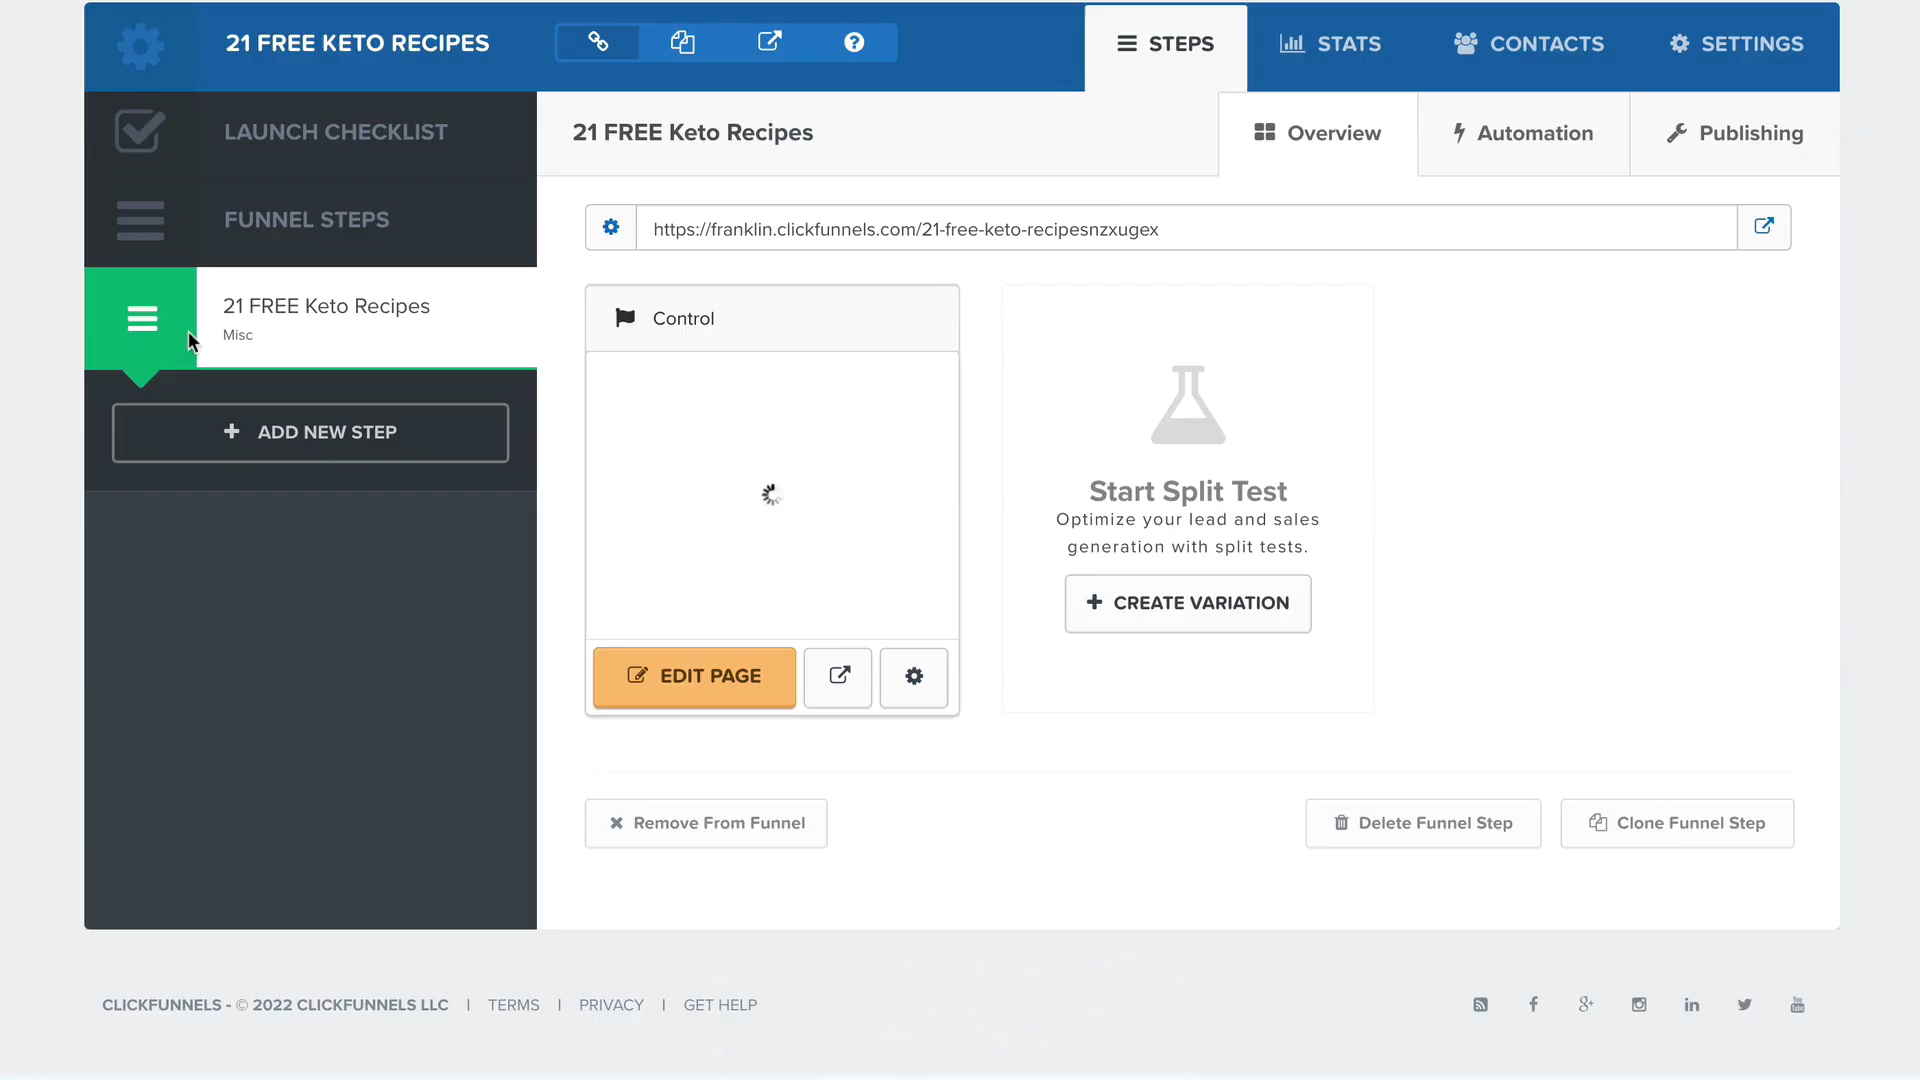 21 FREE KETO RECIPES
STEPS
STATS
CONTACTS
SETTINGS
LAUNCH CHECKLIST
21 FREE Keto Recipes
Overview
Automation
Publishing
FUNNEL STEPS
https://franklin.clickfunnels.com/21-free-keto-recipesnzxugex
21 FREE Keto Recipes
Misc
Control
+ ADD NEW STEP
Start Split Test
Optimize your lead and sales
generation with split tests.
+ CREATE VARIATION
EDIT PAGE
Remove From Funnel
Delete Funnel Step
Clone Funnel Step
CLICKFUNNELS - © 2022 CLICKFUNNELS LLC | TERMS | PRIVACY | GET HELP